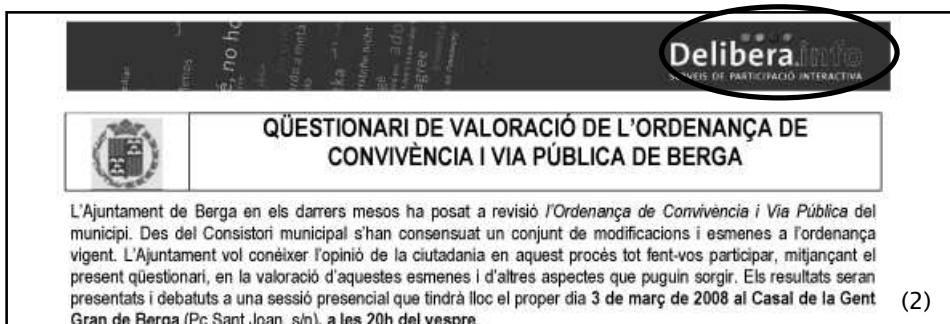 , no ho
agree
Delibera.info
SERVEIS DE PARTICIPACIÓ INTERACTIVA
QÜESTIONARI DE VALORACIÓ DE L'ORDENANÇA DE
CONVIVÈNCIA I VIA PÚBLICA DE BERGA
L'Ajuntament de Berga en els darrers mesos ha posat a revisió l'Ordenança de Convivència i Via Pública del
municipi. Des del Consistori municipal s'han consensuat un conjunt de modificacions i esmenes a l'ordenança
vigent. L'Ajuntament vol conéixer l'opinió de la ciutadania en aquest procés tot fent-vos participar, mitjançant el
present qüestionari, en la valoració d'aquestes esmenes i d'altres aspectes que puguin sorgir. Els resultats seran
presentats i debatuts a una sessió presencial que tindrà lloc el proper dia 3 de març de 2008 al Casal de la Gent
(2)
Gran de Berga (Pc Sant Joan, s/n), a les 20h del vespre